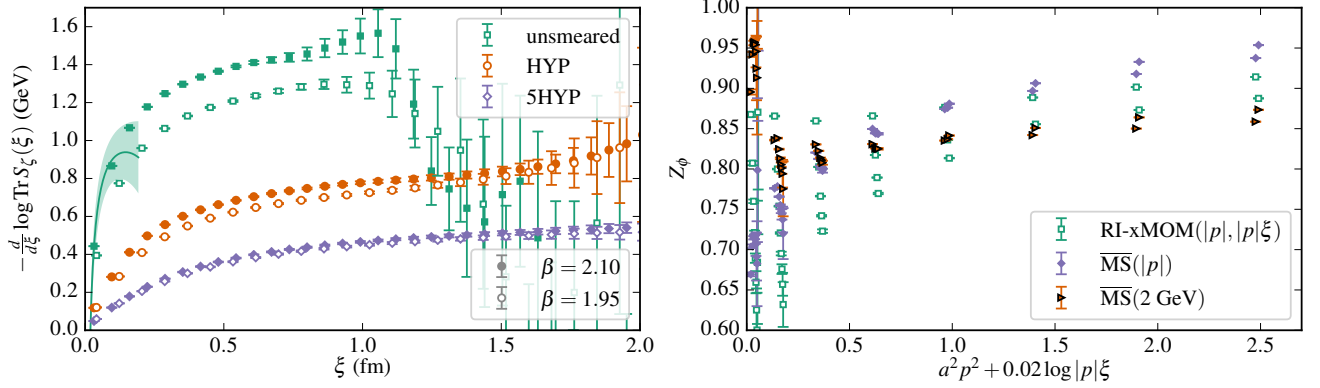 − d/dξ log Tr S_ζ(ξ) (GeV)
1.6
1.4
1.2
1.0
0.8
0.6
0.4
0.2
0.0
unsmeared
HYP
5HYP
β = 2.10
β = 1.95
0.0 0.5 1.0 1.5 2.0
ξ (fm)
Z_ϕ
0.95
0.90
0.85
0.80
0.75
0.70
0.65
0.60
RI-xMOM(|p|, |p|ξ)
M̅S̅(|p|)
M̅S̅(2 GeV)
0.0 0.5 1.0 1.5 2.0 2.5
a²p² + 0.02 log |p|ξ